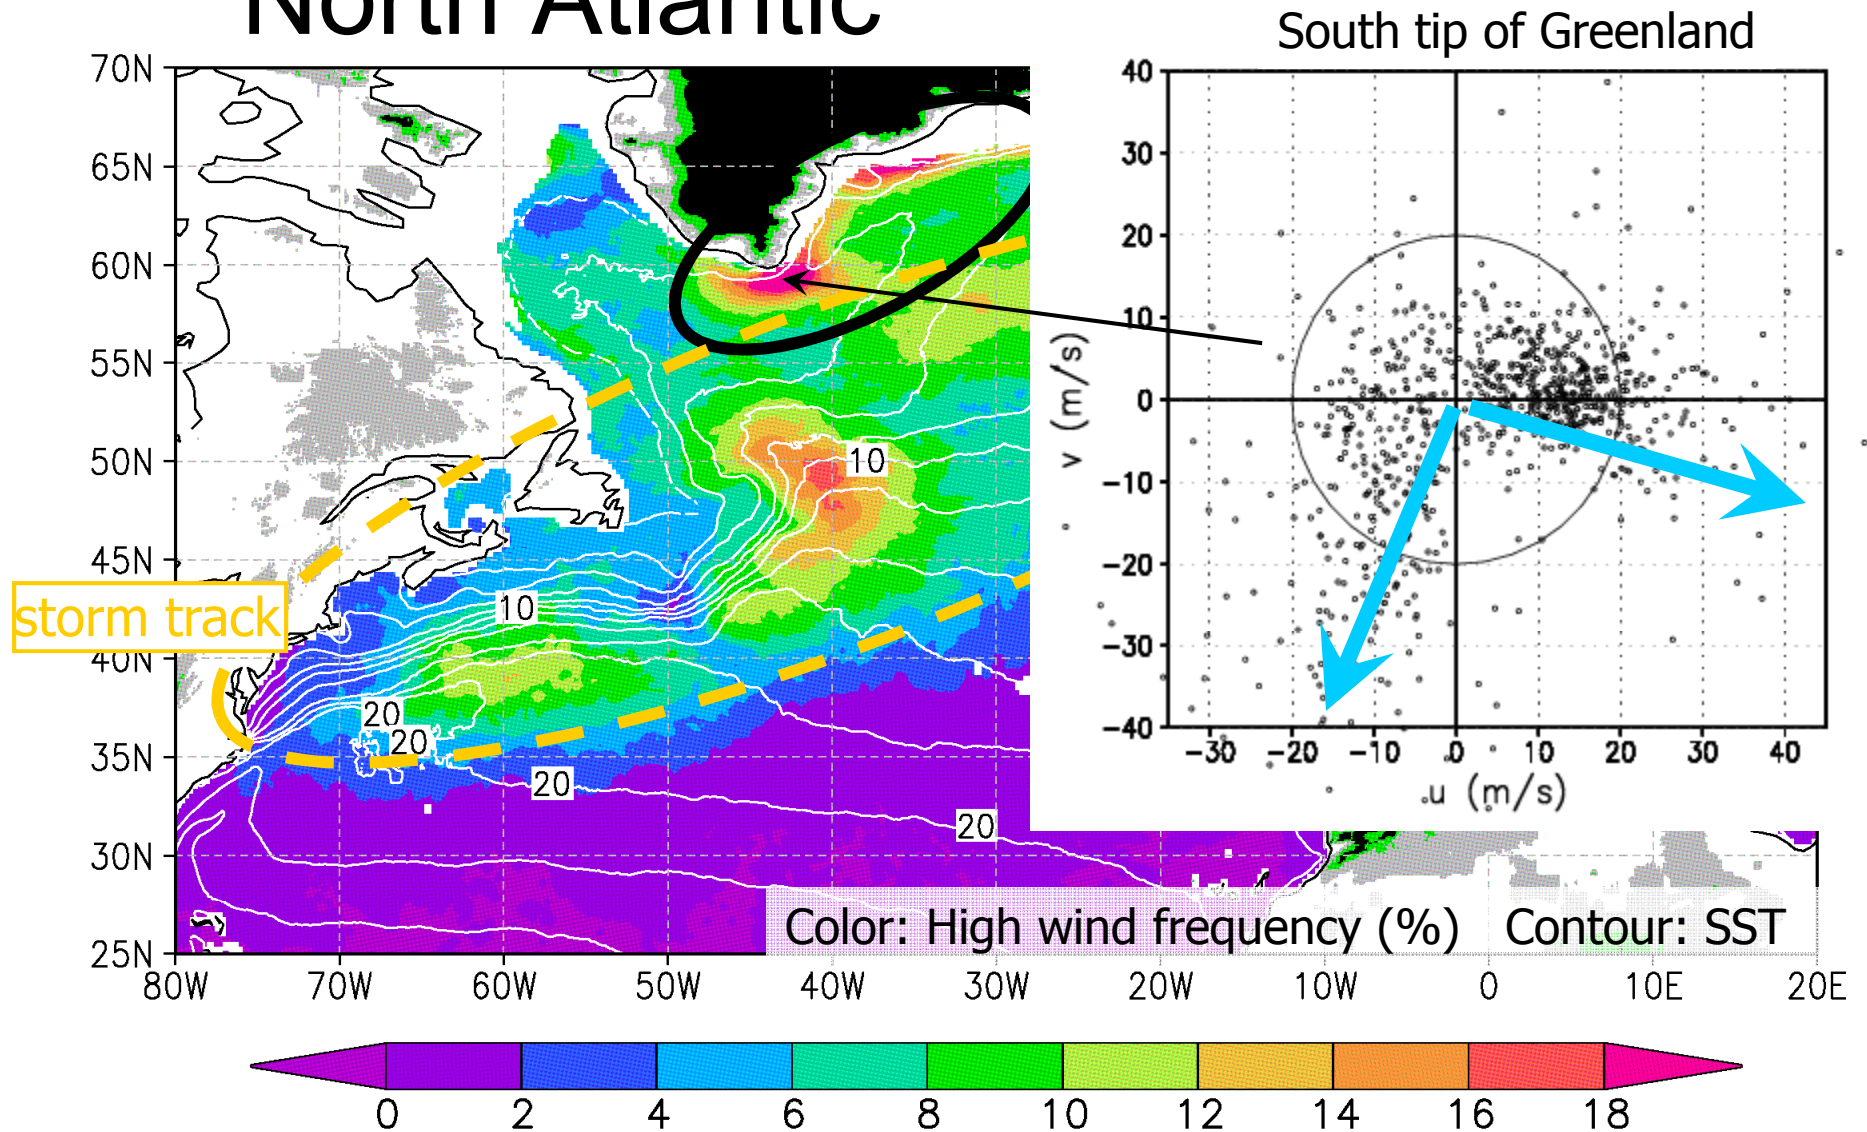 North Atlantic
South tip of Greenland
70N
65N
60N
55N
50N
45N
40N
35N
30N
25N
80W 70W 60W 50W 40W 30W 20W 10W 0 10E 20E
storm track
10
10
20
20
20
20
40
30
20
10
0
-10
-20
-30
-40
v (m/s)
-30 -20 -10 0 10 20 30 40
u (m/s)
Color: High wind frequency (%) Contour: SST
0 2 4 6 8 10 12 14 16 18